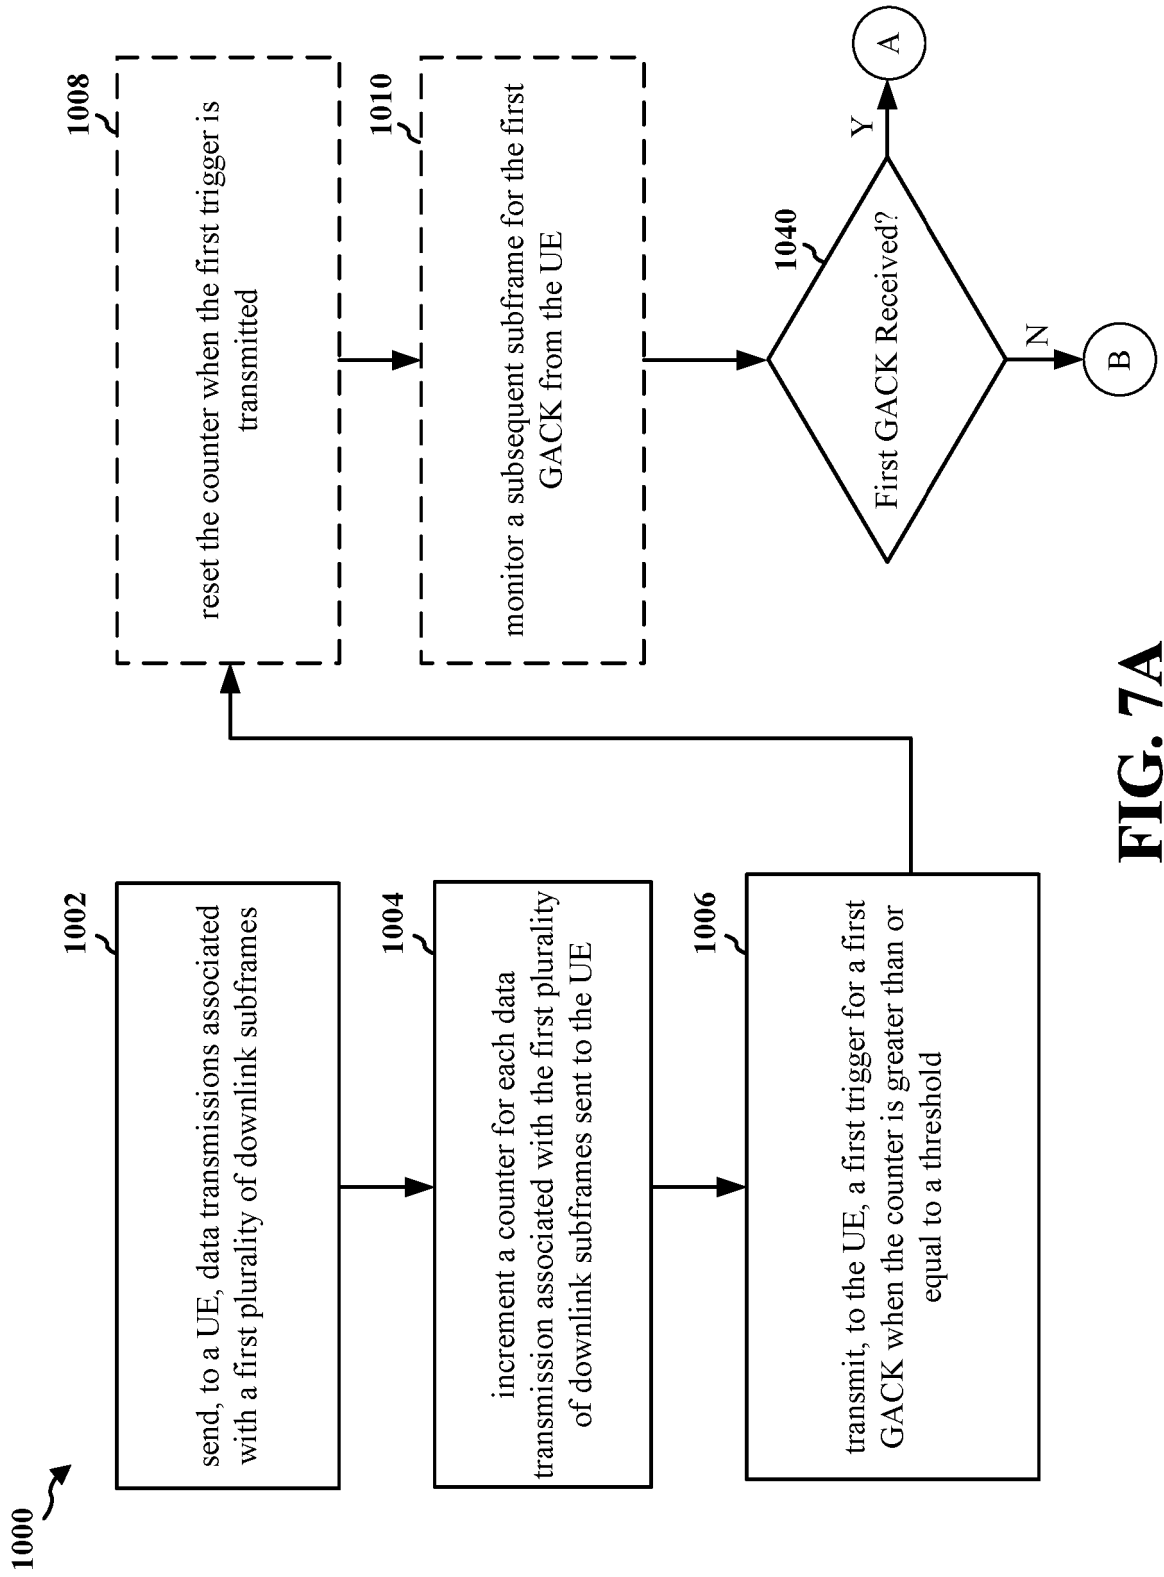 1000
1002
send, to a UE, data transmissions associated
with a first plurality of downlink subframes
1004
increment a counter for each data
transmission associated with the first plurality
of downlink subframes sent to the UE
1006
transmit, to the UE, a first trigger for a first
GACK when the counter is greater than or
equal to a threshold
1008
reset the counter when the first trigger is
transmitted
1010
monitor a subsequent subframe for the first
GACK from the UE
1040
First GACK Received?
Y
A
N
B
FIG. 7A